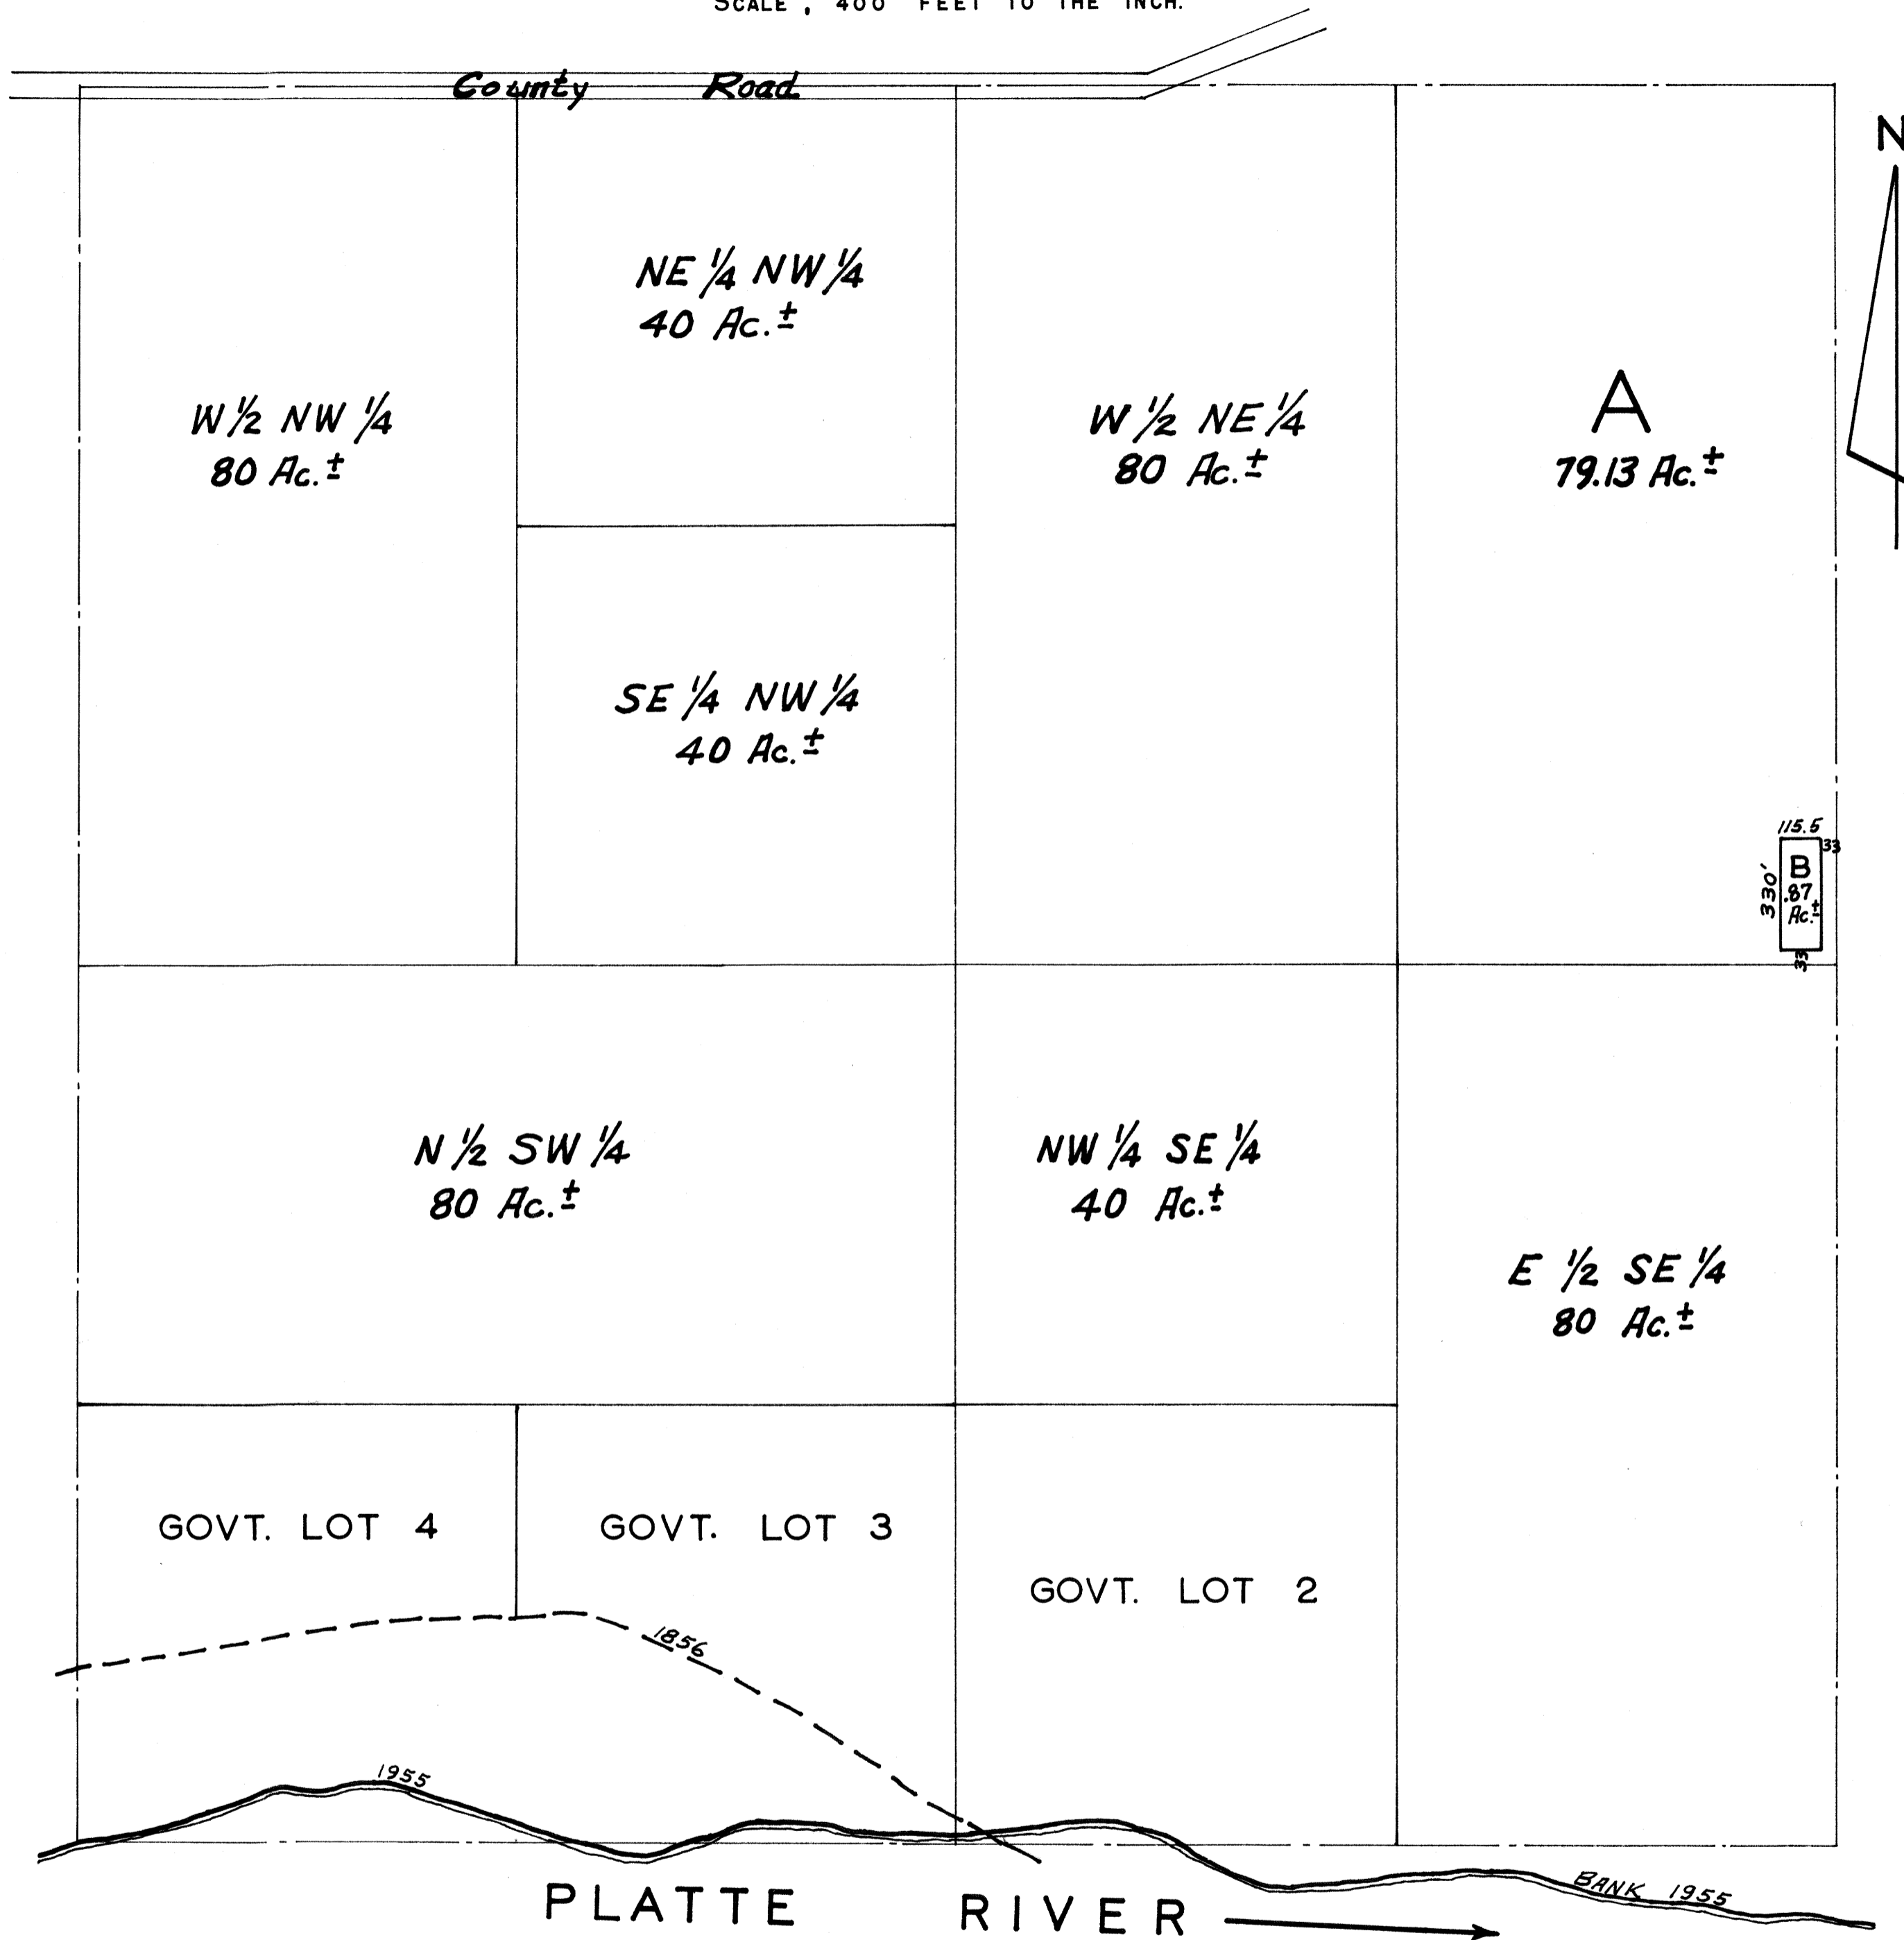 SCALE, 400 FEET TO THE INCH.
County Road
N
NE ¼ NW ¼
40 Ac.±
W ½ NW ¼
80 Ac.±
W ½ NE ¼
80 Ac.±
A
79.13 Ac.±
SE ¼ NW ¼
40 Ac.±
115.5
33
330'
B
.87
Ac.±
33
N ½ SW ¼
80 Ac.±
NW ¼ SE ¼
40 Ac.±
E ½ SE ¼
80 Ac.±
GOVT. LOT 4
GOVT. LOT 3
GOVT. LOT 2
1856
1955
BANK 1955
PLATTE RIVER